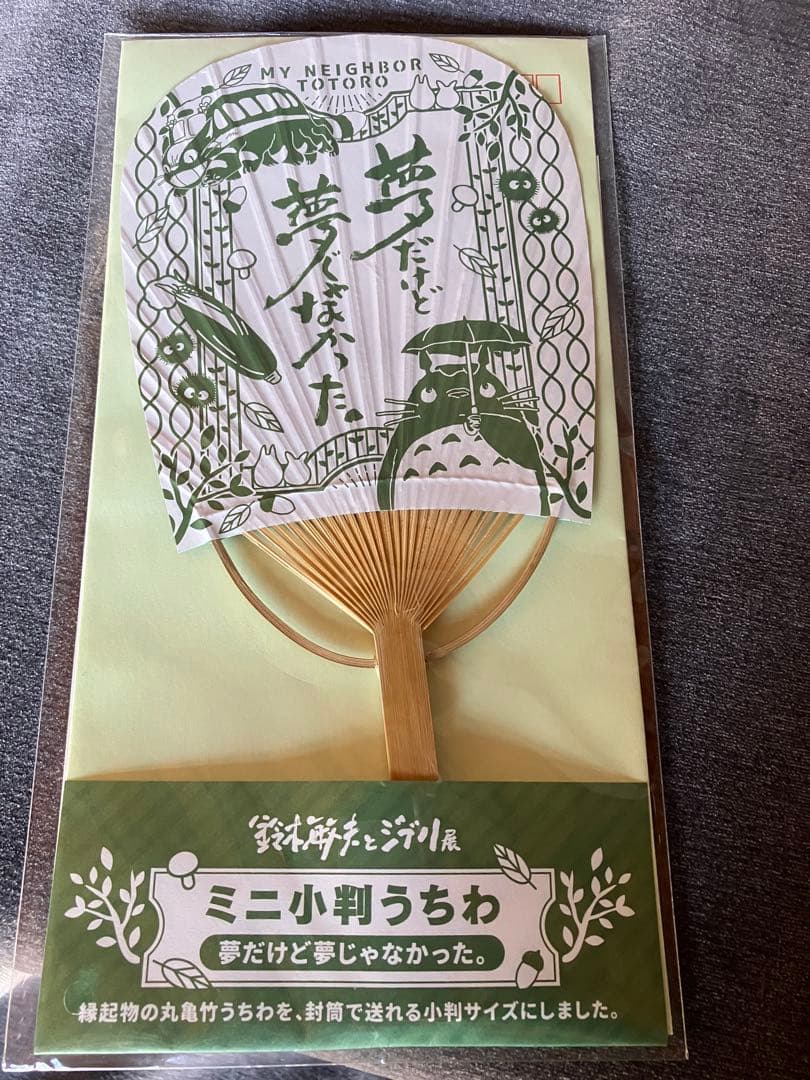 MY NEIGHBOR
TOTORO
夢だけど
夢じゃなかった。
鈴木敏夫とジブリ展
ミニ小判うちわ
夢だけど夢じゃなかった。
縁起物の丸亀竹うちわを、封筒で送れる小判サイズにしました。